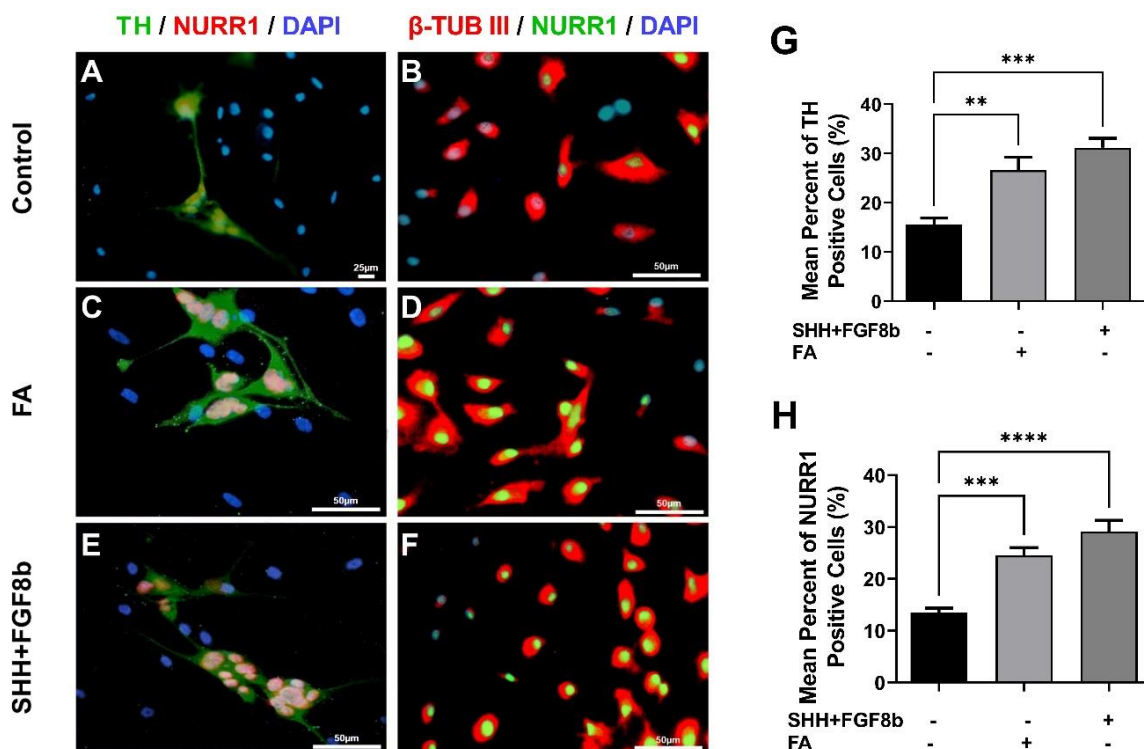 TH / NURR1 / DAPI
β-TUB III / NURR1 / DAPI
Control
FA
SHH+FGF8b
A
25µm
B
50µm
C
50µm
D
50µm
E
50µm
F
50µm
G
Mean Percent of TH
Positive Cells (%)
40
30
20
10
0
**
***
SHH+FGF8b - - +
FA - + -
H
Mean Percent of NURR1
Positive Cells (%)
40
30
20
10
0
***
****
SHH+FGF8b - - +
FA - + -